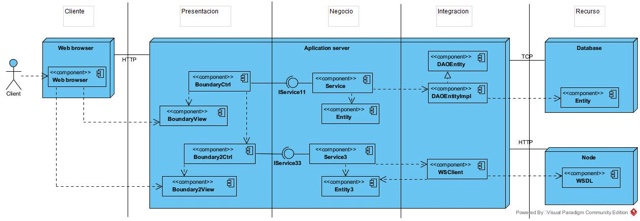 Cliente
Presentacion
Negocio
Integracion
Recurso
Web browser
Aplication server
Database
HTTP
TCP
Client
<<component>>
Web browser
<<component>>
BoundaryCtrl
<<component>>
BoundaryView
IService11
<<component>>
Service
<<component>>
Entity
<<component>>
DAOEntity
<<component>>
DAOEntityImpl
<<component>>
Entity
<<component>>
Boundary2Ctrl
<<component>>
Boundary2View
IService33
<<component>>
Service3
<<component>>
Entity3
<<component>>
WSClient
HTTP
Node
<<component>>
WSDL
Powered By: Visual Paradigm Community Edition